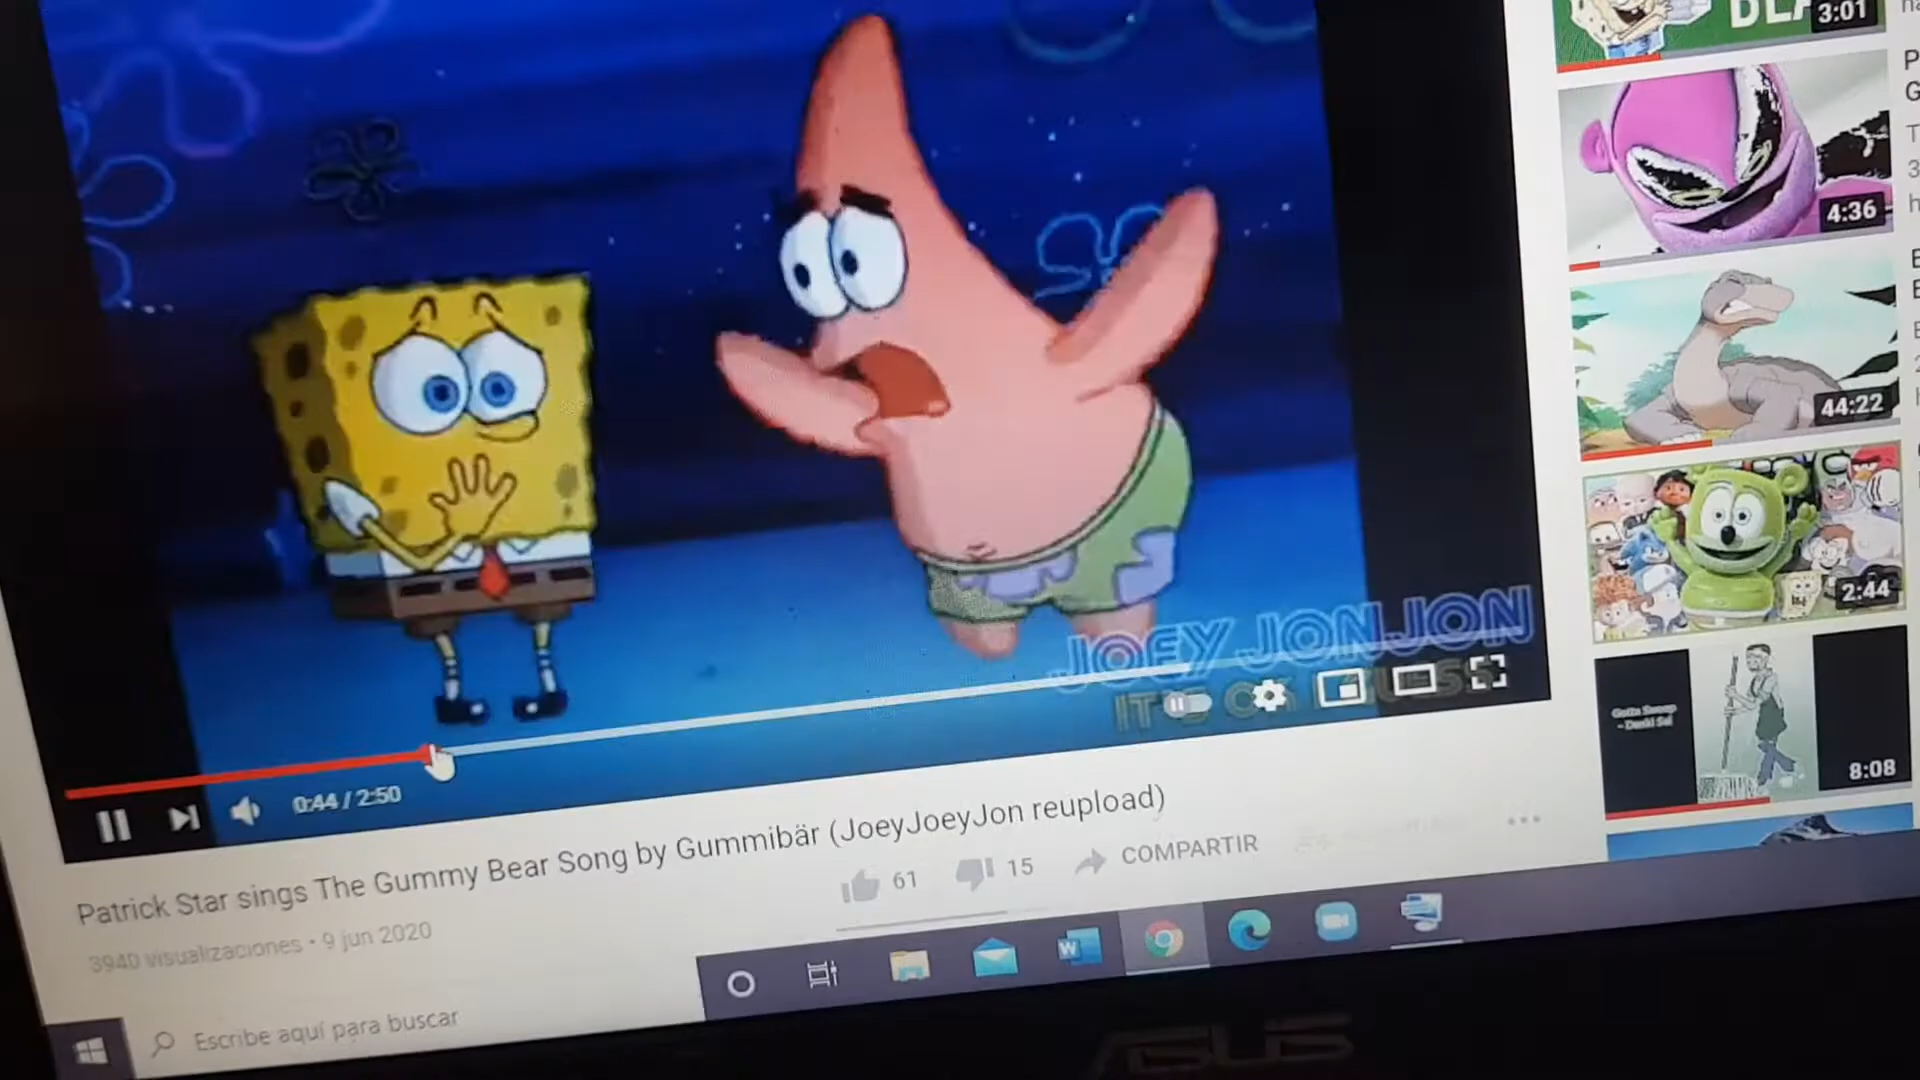 3:01
4:36
44:22
2:44
Gotta Sweep
8:08
JOEY JONJON
0:44 / 2:50
Patrick Star sings The Gummy Bear Song by Gummibär (JoeyJoeyJon reupload)
3940 visualizaciones • 9 jun 2020
61
15
COMPARTIR
Escribe aquí para buscar
ASUS